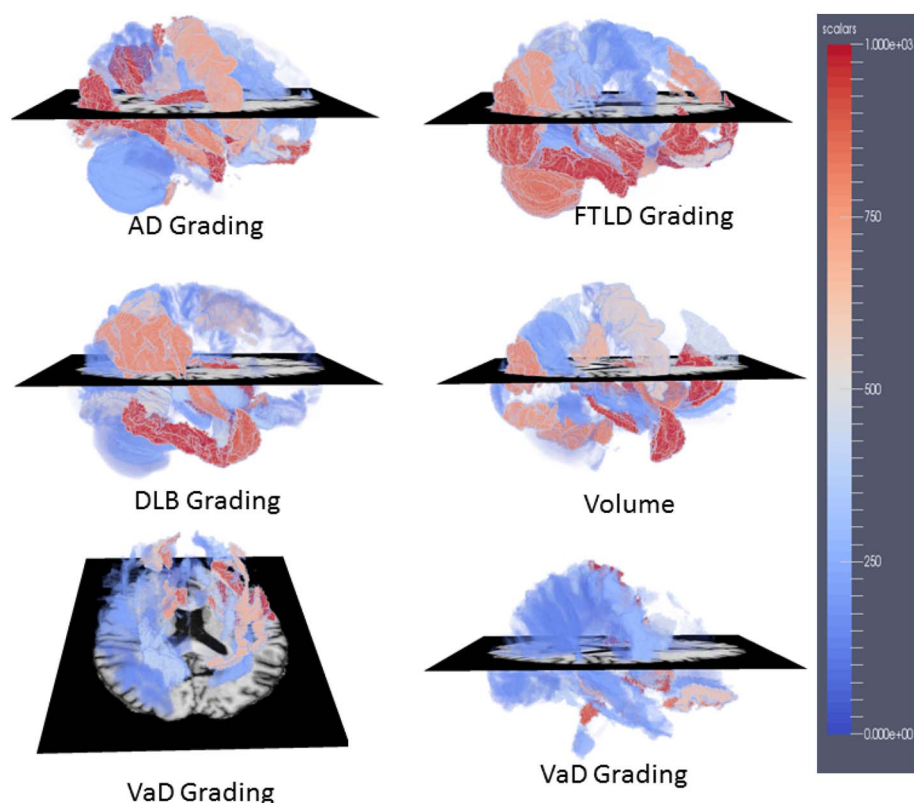 scalars
1.000e+03
750
500
250
0.000e+00
AD Grading
FTLD Grading
DLB Grading
Volume
VaD Grading
VaD Grading